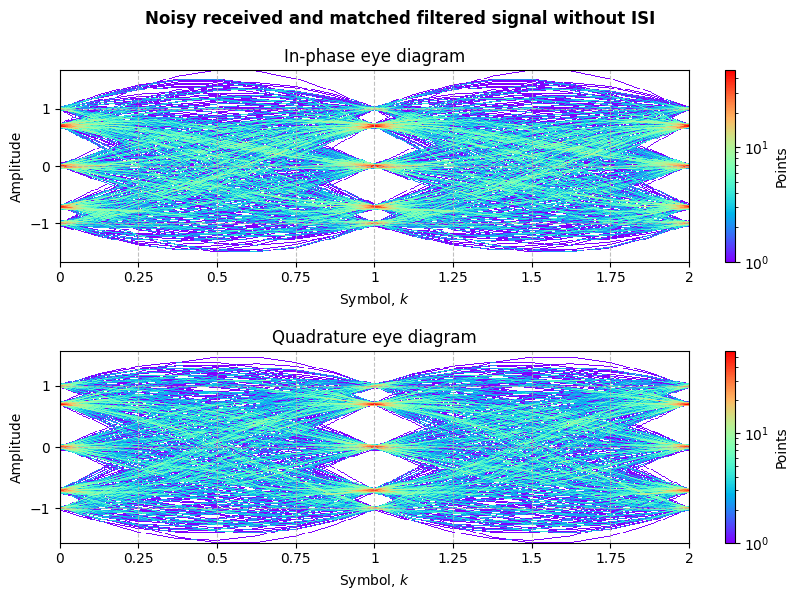 Noisy received and matched filtered signal without ISI
In-phase eye diagram
Amplitude
1
0
−1
0 0.25 0.5 0.75 1 1.25 1.5 1.75 2
Symbol, k
10¹
10⁰
Points
Quadrature eye diagram
Amplitude
1
0
−1
0 0.25 0.5 0.75 1 1.25 1.5 1.75 2
Symbol, k
10¹
10⁰
Points